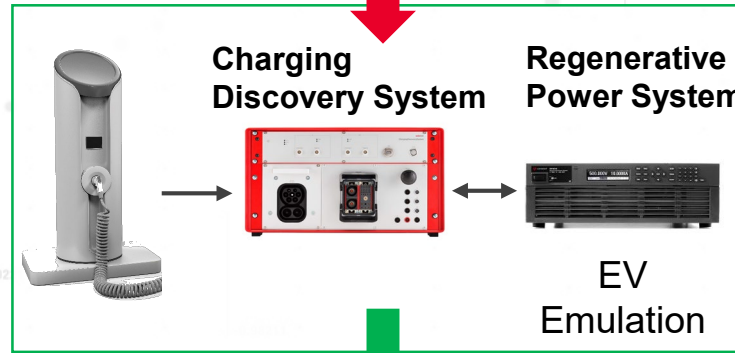 Charging
Discovery System
Regenerative
Power System
EV
Emulation